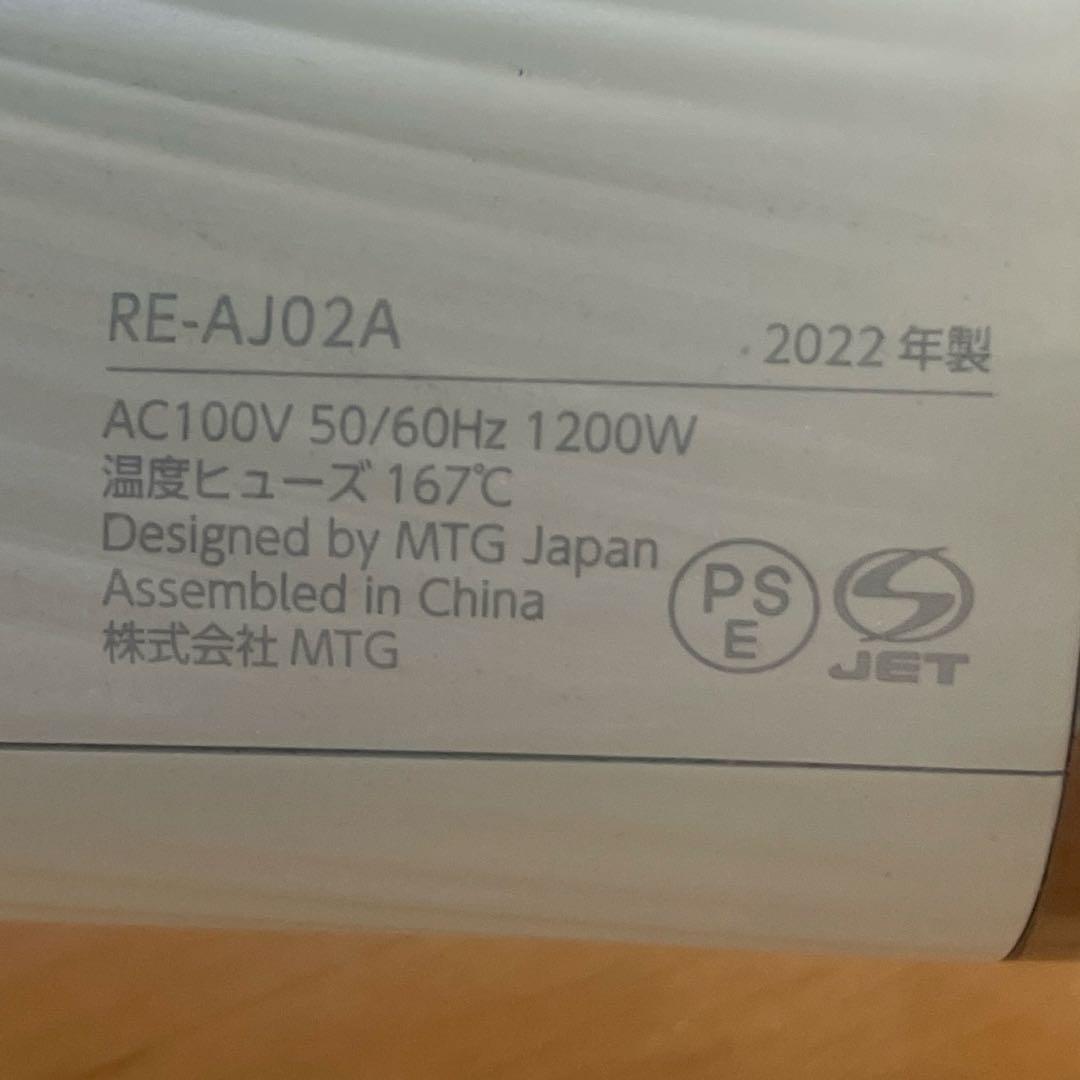 RE-AJ02A
2022 年製
AC100V 50/60Hz 1200W
温度ヒューズ 167℃
Designed by MTG Japan
Assembled in China
株式会社 MTG
PS
E
JET